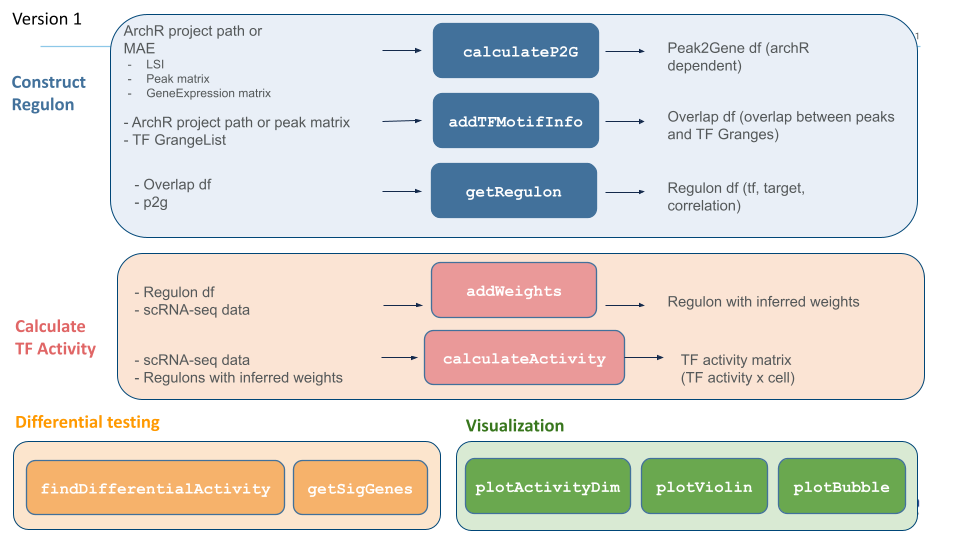 Version 1
1
Construct
Regulon
ArchR project path or
MAE
- LSI
- Peak matrix
- GeneExpression matrix
calculateP2G
Peak2Gene df (archR
dependent)
- ArchR project path or peak matrix
- TF GrangeList
addTFMotifInfo
Overlap df (overlap between peaks
and TF Granges)
- Overlap df
- p2g
getRegulon
Regulon df (tf, target,
correlation)
Calculate
TF Activity
- Regulon df
- scRNA-seq data
addWeights
Regulon with inferred weights
- scRNA-seq data
- Regulons with inferred weights
calculateActivity
TF activity matrix
(TF activity x cell)
Differential testing
findDifferentialActivity
getSigGenes
Visualization
plotActivityDim
plotViolin
plotBubble